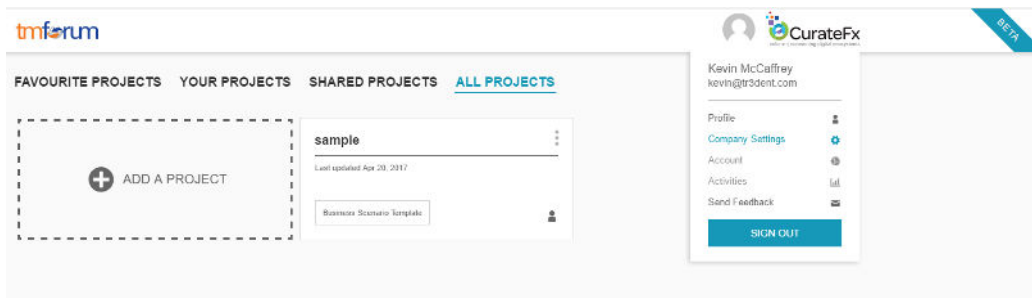 tmforum
CurateFx
BETA
Kevin McCaffrey
kevin@tr3dent.com
FAVOURITE PROJECTS YOUR PROJECTS SHARED PROJECTS ALL PROJECTS
ADD A PROJECT
sample
Last updated Apr 20, 2017
Business Scenario Template
Profile
Company Settings
Account
Activities
Send Feedback
SIGN OUT